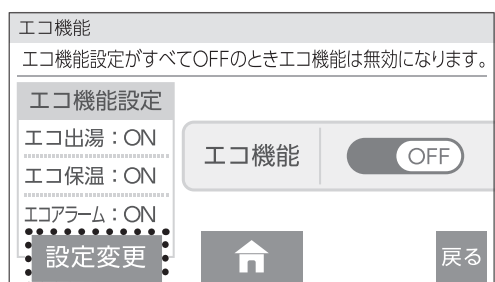 エコ機能
エコ機能設定がすべてOFFのときエコ機能は無効になります。
エコ機能設定
エコ出湯：ON
エコ保温：ON
エコアラーム：ON
エコ機能
OFF
設定変更
戻る